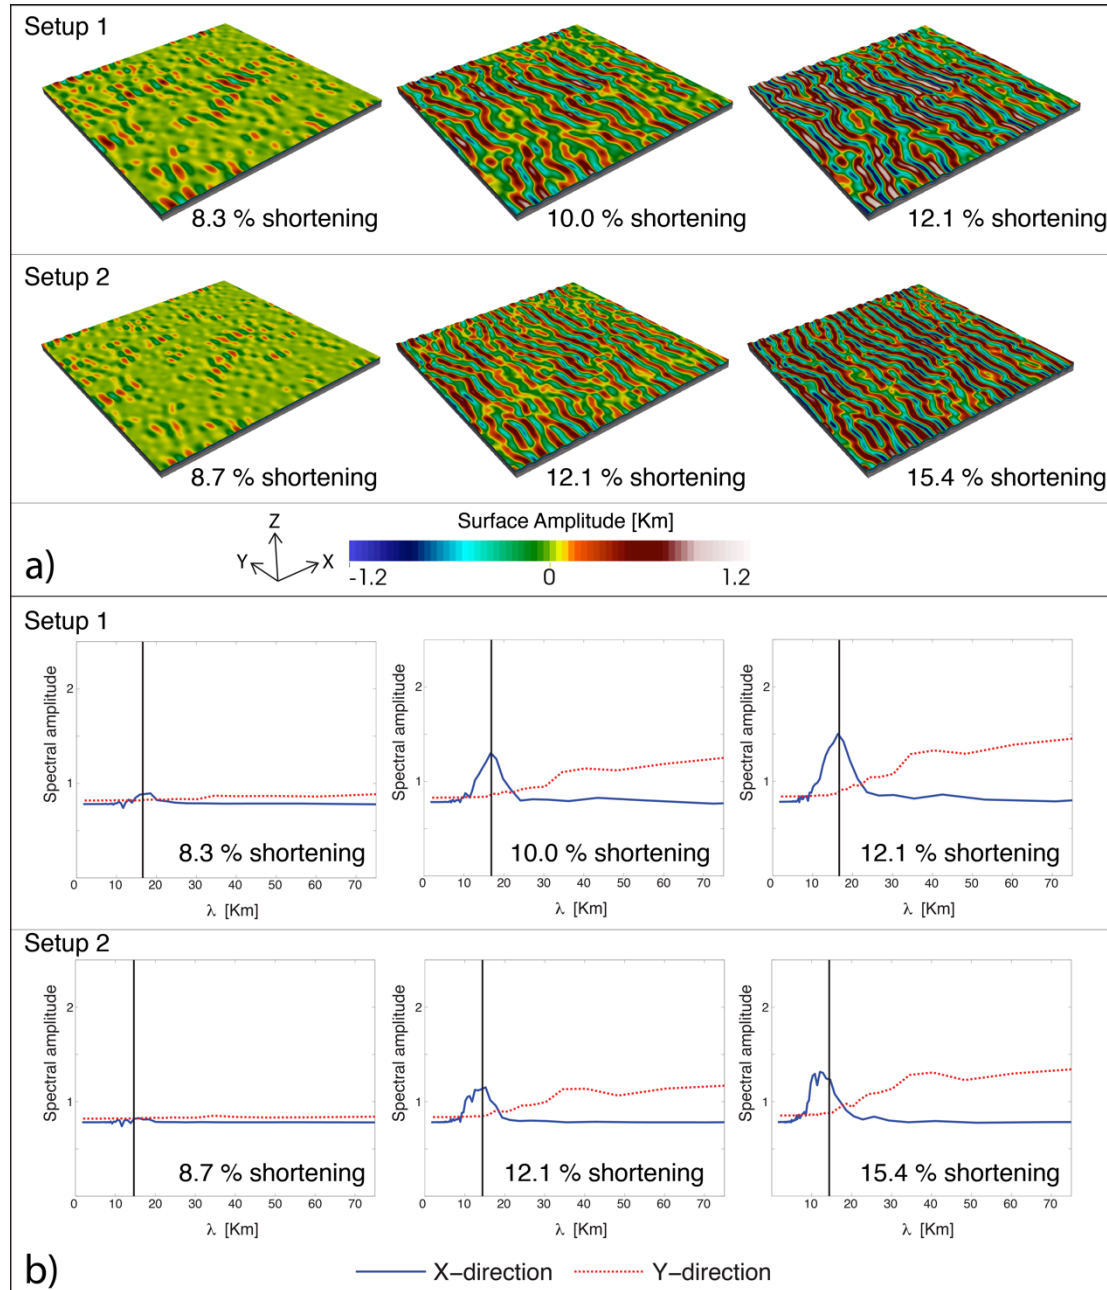 Setup 1
8.3 % shortening
10.0 % shortening
12.1 % shortening
Setup 2
8.7 % shortening
12.1 % shortening
15.4 % shortening
a)
Z
Y
X
Surface Amplitude [Km]
-1.2
0
1.2
Setup 1
Spectral amplitude
2
1
8.3 % shortening
0 10 20 30 40 50 60 70
λ [Km]
Spectral amplitude
2
1
10.0 % shortening
0 10 20 30 40 50 60 70
λ [Km]
Spectral amplitude
2
1
12.1 % shortening
0 10 20 30 40 50 60 70
λ [Km]
Setup 2
Spectral amplitude
2
1
8.7 % shortening
0 10 20 30 40 50 60 70
λ [Km]
Spectral amplitude
2
1
12.1 % shortening
0 10 20 30 40 50 60 70
λ [Km]
Spectral amplitude
2
1
15.4 % shortening
0 10 20 30 40 50 60 70
λ [Km]
b)
X-direction
Y-direction